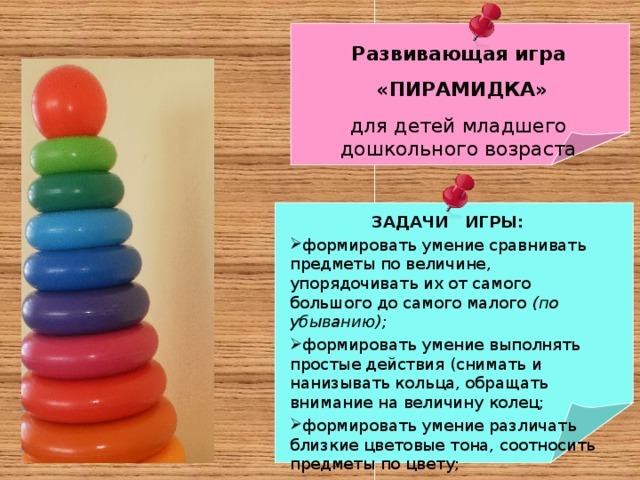 Развивающая игра
«ПИРАМИДКА»
для детей младшего
дошкольного возраста
ЗАДАЧИ ИГРЫ:
формировать умение сравнивать
предметы по величине,
упорядочивать их от самого
большого до самого малого (по
убыванию);
формировать умение выполнять
простые действия (снимать и
нанизывать кольца, обращать
внимание на величину колец;
формировать умение различать
близкие цветовые тона, соотносить
предметы по цвету;